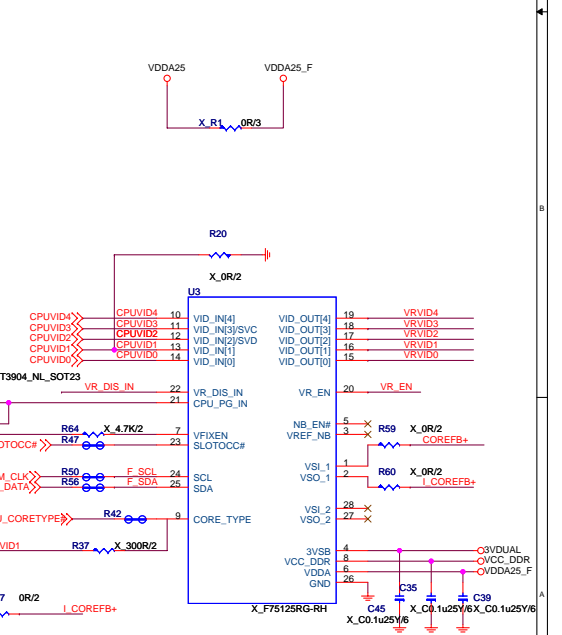 VDDA25 VDDA25_F
X_R1 0R/3
B
R20
X_0R/2
U3
CPUVID4 CPUVID4 10 VID_IN[4] VID_OUT[4] 19 VRVID4
CPUVID3 CPUVID3 11 VID_IN[3]/SVC VID_OUT[3] 18 VRVID3
CPUVID2 CPUVID2 12 VID_IN[2]/SVD VID_OUT[2] 17 VRVID2
CPUVID1 CPUVID1 13 VID_IN[1] VID_OUT[1] 16 VRVID1
CPUVID0 CPUVID0 14 VID_IN[0] VID_OUT[0] 15 VRVID0
T3904_NL_SOT23
VR_DIS_IN 22 VR_DIS_IN VR_EN 20 VR_EN
21 CPU_PG_IN
NB_EN# 5
R64 X_4.7K/2 7 VFIXEN VREF_NB 3 R59 X_0R/2
OTOCC# R47 23 SLOTOCC# COREFB+
VSI_1 1
R50 F_SCL 24 SCL VSO_1 2 R60 X_0R/2
M_CLK
_DATA R56 F_SDA 25 SDA I_COREFB+
VSI_2 28
U_CORETYPE R42 9 CORE_TYPE VSO_2 27
VID1 R37 X_300R/2 3VSB 4 3VDUAL
VCC_DDR 8 VCC_DDR
VDDA 6 VDDA25_F
GND 26
7 0R/2 C35 C39 A
I_COREFB+ X_F75125RG-RH C45 X_C0.1u25Y/6 X_C0.1u25Y/6
X_C0.1u25Y/6